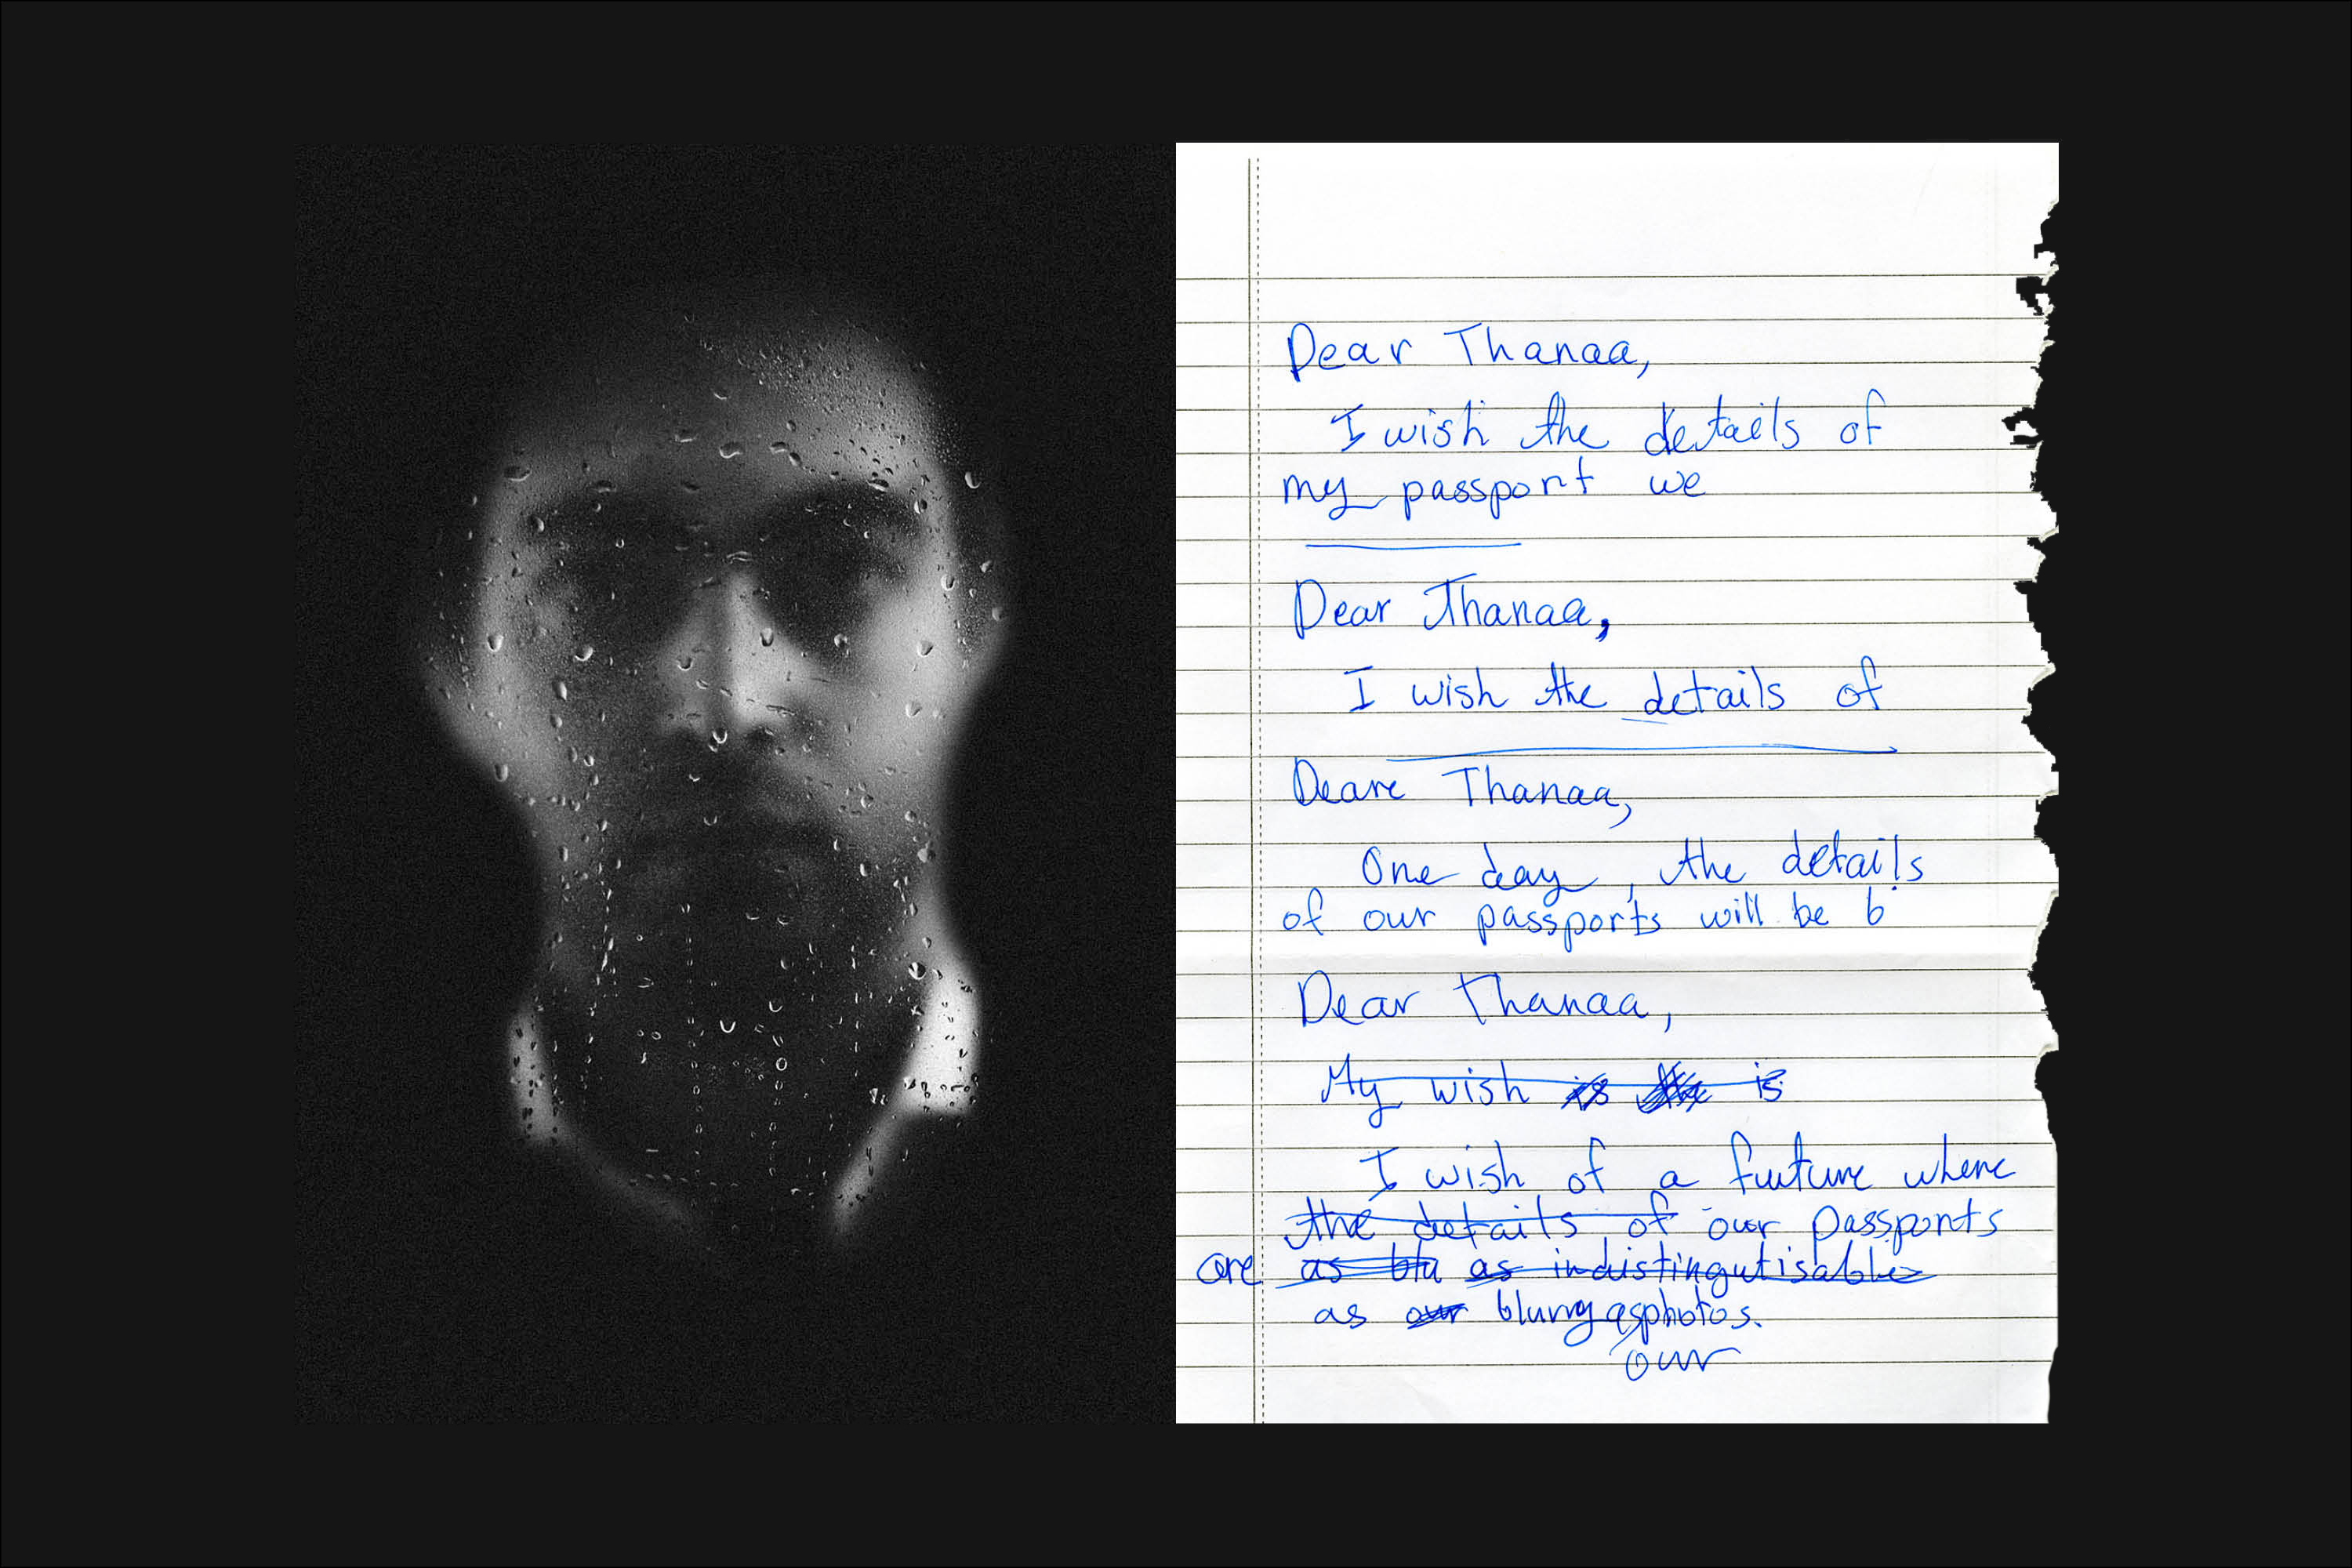 Dear Thanaa,
I wish the details of
my passport we
Dear Thanaa,
I wish the details of
Deare Thanaa,
One day, the details
of our passports will be b
Dear Thanaa,
My wish is the is
I wish of a future where
the details of our passports
are as blu as indistingutisable
as our blurry as photos.
our